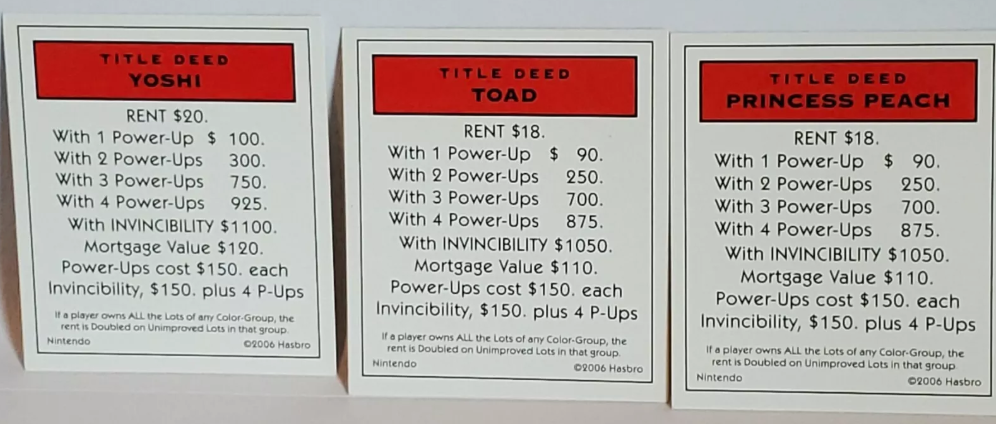 TITLE DEED
YOSHI
RENT $20.
With 1 Power-Up $ 100.
With 2 Power-Ups 300.
With 3 Power-Ups 750.
With 4 Power-Ups 925.
With INVINCIBILITY $1100.
Mortgage Value $120.
Power-Ups cost $150. each
Invincibility, $150. plus 4 P-Ups
If a player owns ALL the Lots of any Color-Group, the
rent is Doubled on Unimproved Lots in that group.
Nintendo ©2006 Hasbro
TITLE DEED
TOAD
RENT $18.
With 1 Power-Up $ 90.
With 2 Power-Ups 250.
With 3 Power-Ups 700.
With 4 Power-Ups 875.
With INVINCIBILITY $1050.
Mortgage Value $110.
Power-Ups cost $150. each
Invincibility, $150. plus 4 P-Ups
If a player owns ALL the Lots of any Color-Group, the
rent is Doubled on Unimproved Lots in that group.
Nintendo ©2006 Hasbro
TITLE DEED
PRINCESS PEACH
RENT $18.
With 1 Power-Up $ 90.
With 2 Power-Ups 250.
With 3 Power-Ups 700.
With 4 Power-Ups 875.
With INVINCIBILITY $1050.
Mortgage Value $110.
Power-Ups cost $150. each
Invincibility, $150. plus 4 P-Ups
If a player owns ALL the Lots of any Color-Group, the
rent is Doubled on Unimproved Lots in that group.
Nintendo ©2006 Hasbro